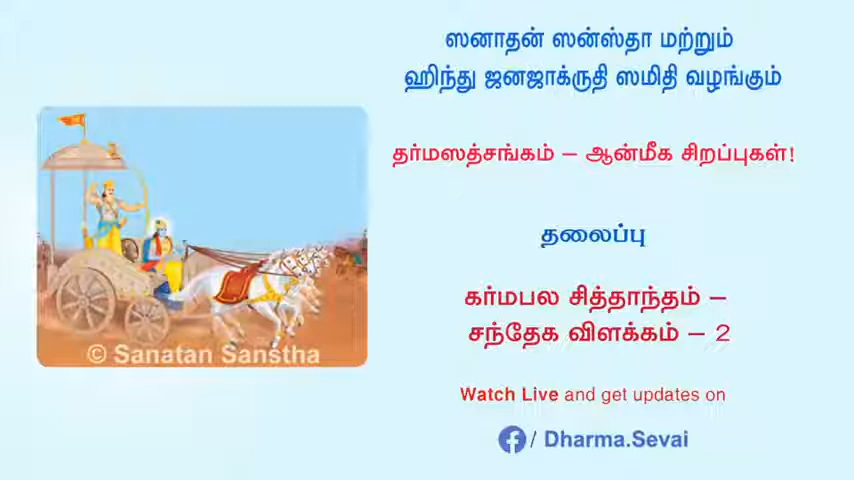 ஸனாதன் ஸன்ஸ்தா மற்றும்
ஹிந்து ஜனஜாக்ருதி ஸமிதி வழங்கும்
தர்மஸத்சங்கம் – ஆன்மீக சிறப்புகள்!
தலைப்பு
கர்மபல சித்தாந்தம் –
சந்தேக விளக்கம் – 2
Watch Live and get updates on
/ Dharma.Sevai
© Sanatan Sanstha